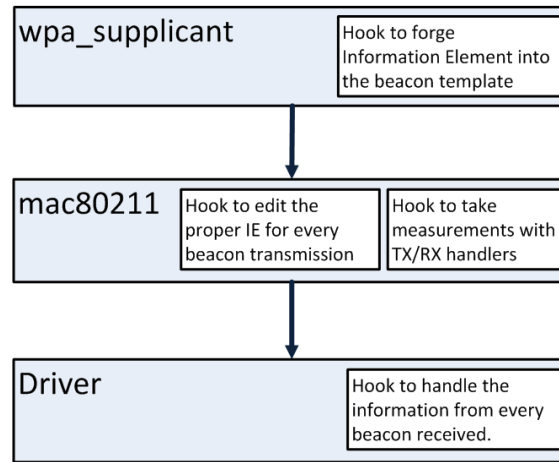 wpa_supplicant
Hook to forge
Information Element into
the beacon template
mac80211
Hook to edit the
proper IE for every
beacon transmission
Hook to take
measurements with
TX/RX handlers
Driver
Hook to handle the
information from every
beacon received.